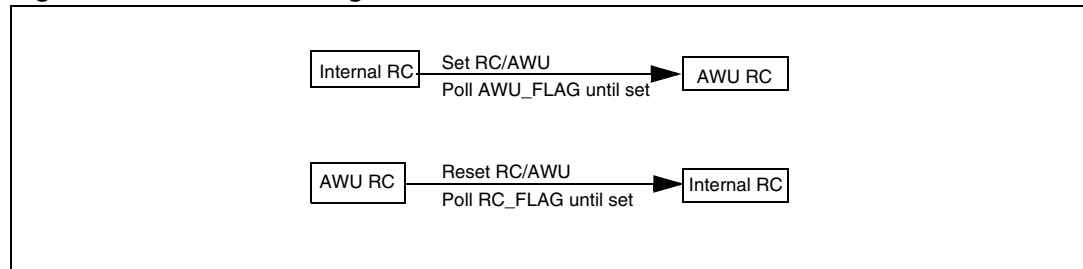 Internal RC
Set RC/AWU
Poll AWU_FLAG until set
AWU RC
AWU RC
Reset RC/AWU
Poll RC_FLAG until set
Internal RC